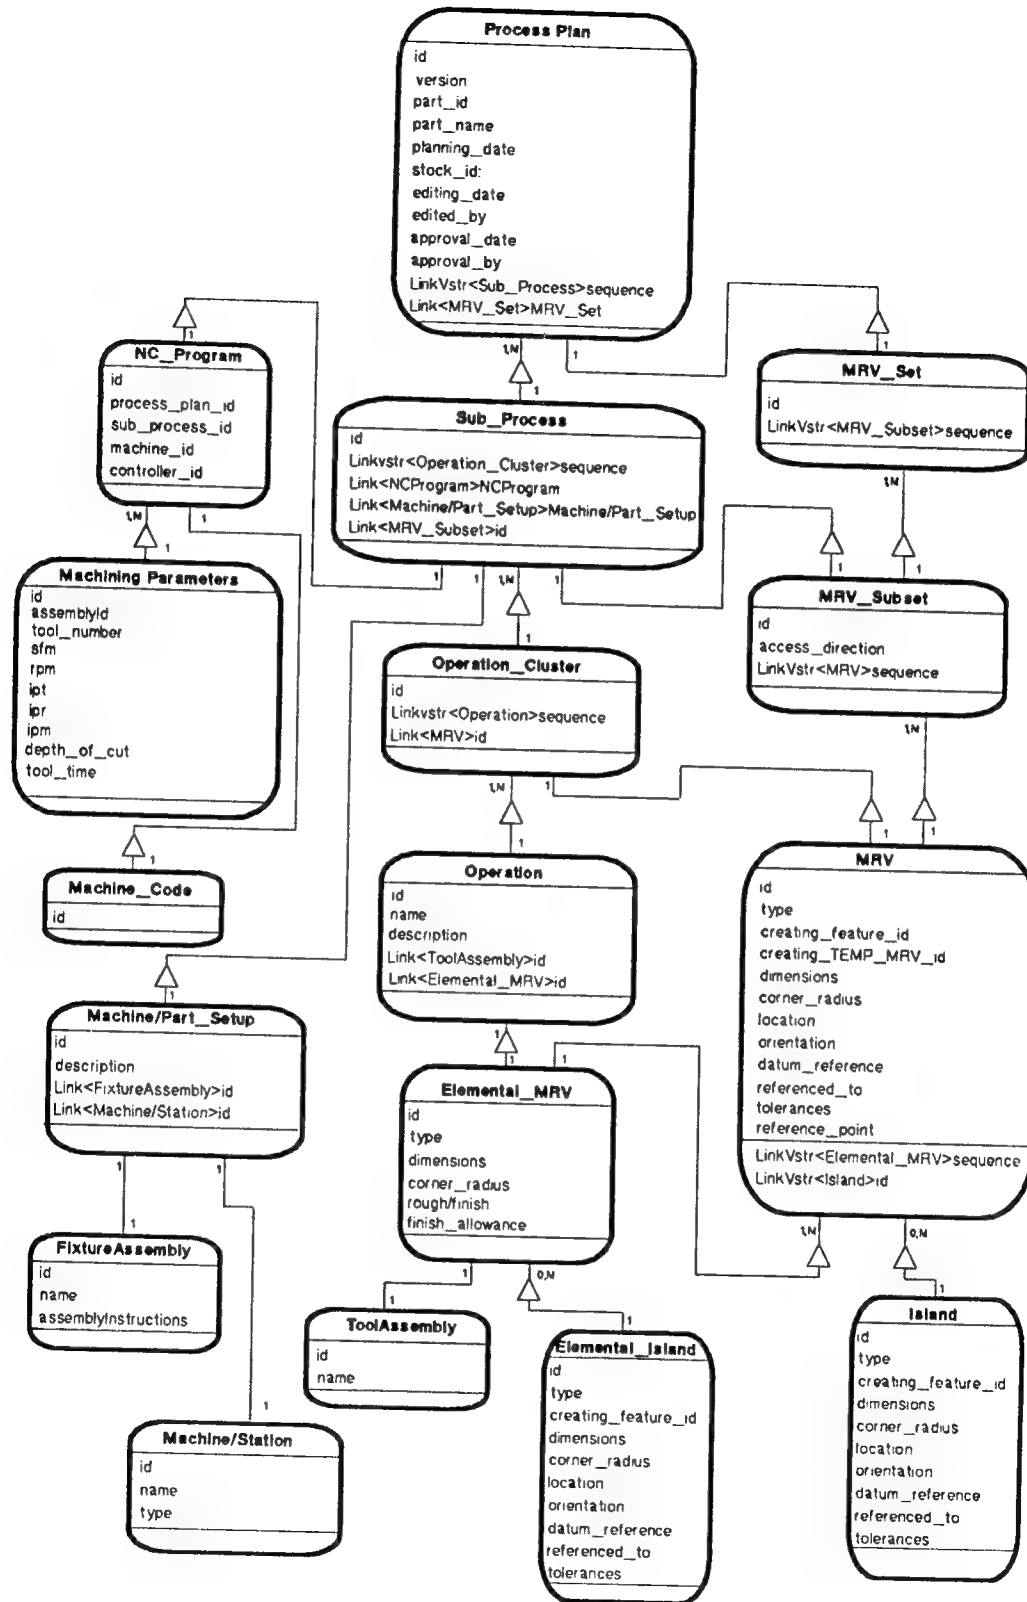 Process Plan
id
version
part_id
part_name
planning_date
stock_id:
editing_date
edited_by
approval_date
approval_by
LinkVstr<Sub_Process>sequence
Link<MRV_Set>MRV_Set
1
1,M
1
1
NC_Program
id
process_plan_id
sub_process_id
machine_id
controller_id
1,M
1
1
1
Sub_Process
id
Linkvstr<Operation_Cluster>sequence
Link<NCProgram>NCProgram
Link<Machine/Part_Setup>Machine/Part_Setup
Link<MRV_Subset>id
1
1
1,M
1
MRV_Set
id
LinkVstr<MRV_Subset>sequence
1,M
1
1
Machining Parameters
id
assemblyId
tool_number
sfm
rpm
ipt
ipr
ipm
depth_of_cut
tool_time
1
Machine_Code
id
1
Operation_Cluster
id
Linkvstr<Operation>sequence
Link<MRV>id
1,M
1
1
MRV_Subset
id
access_direction
LinkVstr<MRV>sequence
1,M
1
1
Operation
id
name
description
Link<ToolAssembly>id
Link<Elemental_MRV>id
1
1
1
MRV
id
type
creating_feature_id
creating_TEMP_MRV_id
dimensions
corner_radius
location
orientation
datum_reference
referenced_to
tolerances
reference_point
LinkVstr<Elemental_MRV>sequence
LinkVstr<Island>id
1,M
0,M
1
1
Machine/Part_Setup
id
description
Link<FixtureAssembly>id
Link<Machine/Station>id
1
1
Elemental_MRV
id
type
dimensions
corner_radius
rough/finish
finish_allowance
1
0,M
1
FixtureAssembly
id
name
assemblyInstructions
1
ToolAssembly
id
name
1
Elemental_Island
id
type
creating_feature_id
dimensions
corner_radius
location
orientation
datum_reference
referenced_to
tolerances
Island
id
type
creating_feature_id
dimensions
corner_radius
location
orientation
datum_reference
referenced_to
tolerances
1
Machine/Station
id
name
type